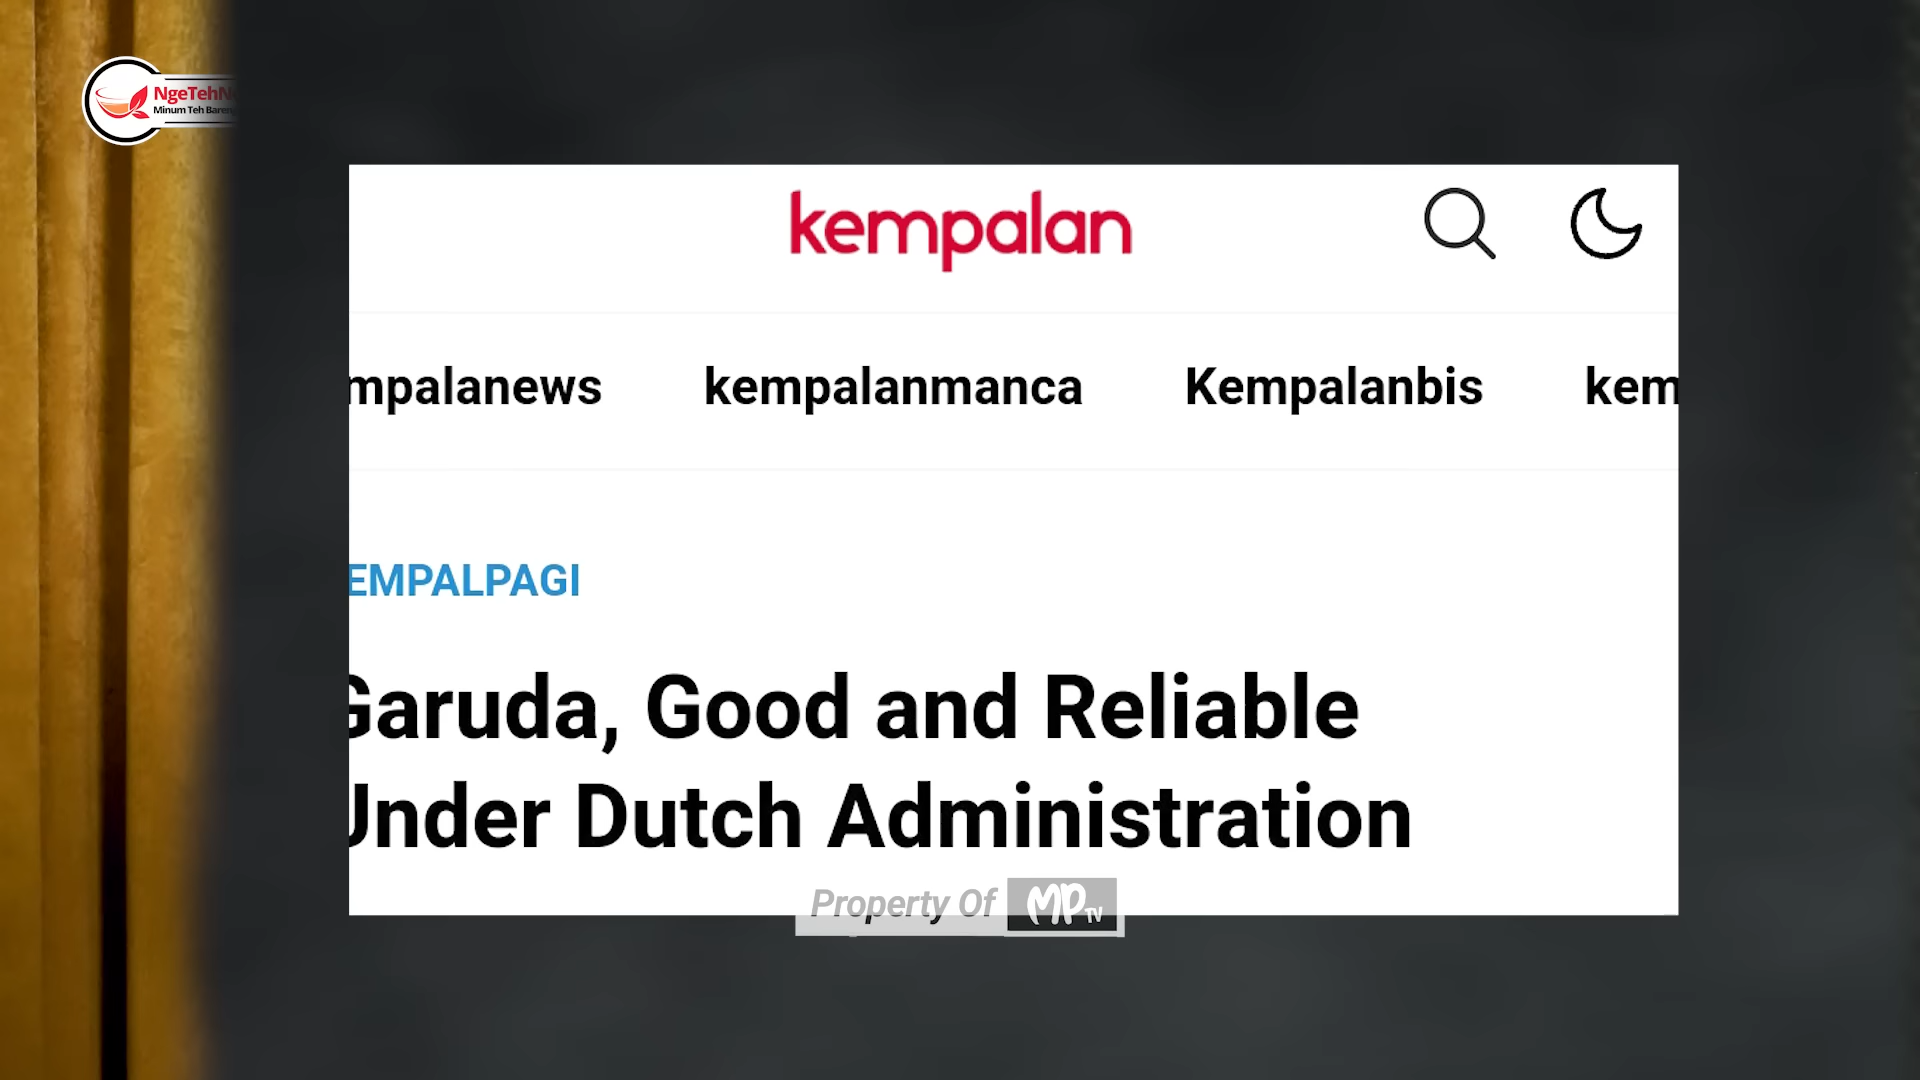 NgeTehN
Minum Teh Bareng
kempalan
mpalanews kempalanmanca Kempalanbis kem
EMPALPAGI
Garuda, Good and Reliable
Under Dutch Administration
Property Of MP TV